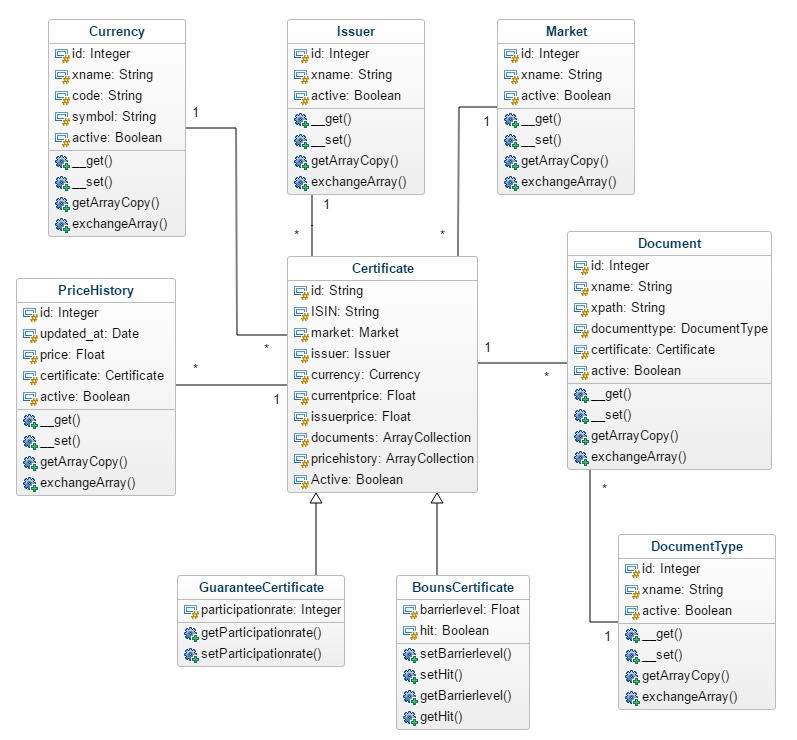 Currency
id: Integer
xname: String
code: String
symbol: String
active: Boolean
__get()
__set()
getArrayCopy()
exchangeArray()
1
*
Issuer
id: Integer
xname: String
active: Boolean
__get()
__set()
getArrayCopy()
exchangeArray()
1
*
Market
id: Integer
xname: String
active: Boolean
__get()
__set()
getArrayCopy()
exchangeArray()
1
*
PriceHistory
id: Integer
updated_at: Date
price: Float
certificate: Certificate
active: Boolean
__get()
__set()
getArrayCopy()
exchangeArray()
*
1
Certificate
id: String
ISIN: String
market: Market
issuer: Issuer
currency: Currency
currentprice: Float
issuerprice: Float
documents: ArrayCollection
pricehistory: ArrayCollection
Active: Boolean
1
*
Document
id: Integer
xname: String
xpath: String
documenttype: DocumentType
certificate: Certificate
active: Boolean
__get()
__set()
getArrayCopy()
exchangeArray()
*
1
GuaranteeCertificate
participationrate: Integer
getParticipationrate()
setParticipationrate()
BounsCertificate
barrierlevel: Float
hit: Boolean
setBarrierlevel()
setHit()
getBarrierlevel()
getHit()
DocumentType
id: Integer
xname: String
active: Boolean
__get()
__set()
getArrayCopy()
exchangeArray()